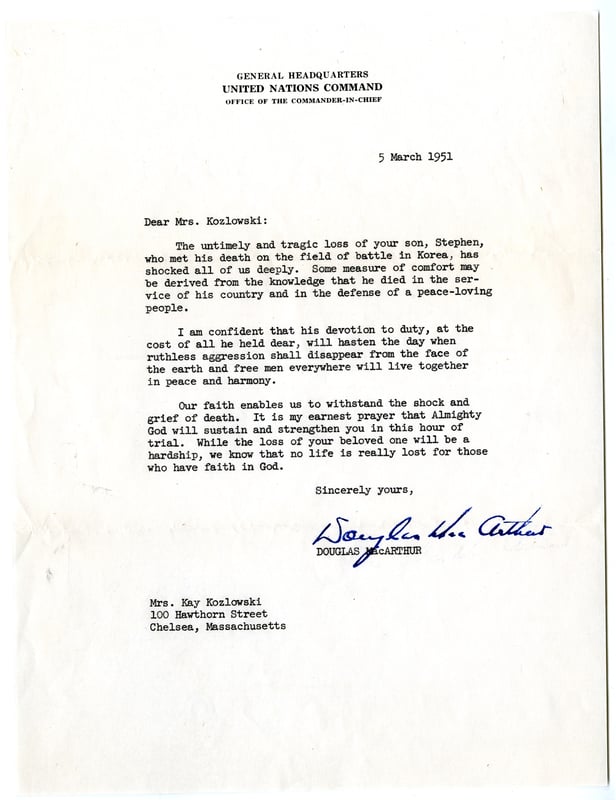 GENERAL HEADQUARTERS
UNITED NATIONS COMMAND
OFFICE OF THE COMMANDER-IN-CHIEF
5 March 1951
Dear Mrs. Kozlowski:
The untimely and tragic loss of your son, Stephen,
who met his death on the field of battle in Korea, has
shocked all of us deeply. Some measure of comfort may
be derived from the knowledge that he died in the ser-
vice of his country and in the defense of a peace-loving
people.
I am confident that his devotion to duty, at the
cost of all he held dear, will hasten the day when
ruthless aggression shall disappear from the face of
the earth and free men everywhere will live together
in peace and harmony.
Our faith enables us to withstand the shock and
grief of death. It is my earnest prayer that Almighty
God will sustain and strengthen you in this hour of
trial. While the loss of your beloved one will be a
hardship, we know that no life is really lost for those
who have faith in God.
Sincerely yours,
Douglas MacArthur
DOUGLAS MacARTHUR
Mrs. Kay Kozlowski
100 Hawthorn Street
Chelsea, Massachusetts